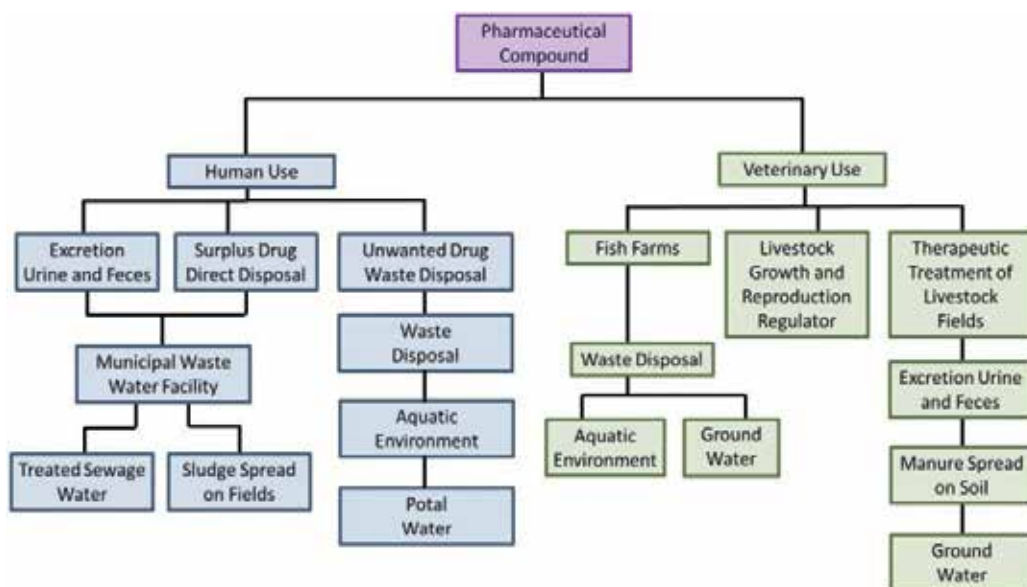 Pharmaceutical
Compound
Human Use
Veterinary Use
Excretion
Urine and Feces
Surplus Drug
Direct Disposal
Unwanted Drug
Waste Disposal
Fish Farms
Livestock
Growth and
Reproduction
Regulator
Therapeutic
Treatment of
Livestock
Fields
Municipal Waste
Water Facility
Waste
Disposal
Waste Disposal
Excretion Urine
and Feces
Treated Sewage
Water
Sludge Spread
on Fields
Aquatic
Environment
Aquatic
Environment
Ground
Water
Manure Spread
on Soil
Potal
Water
Ground
Water